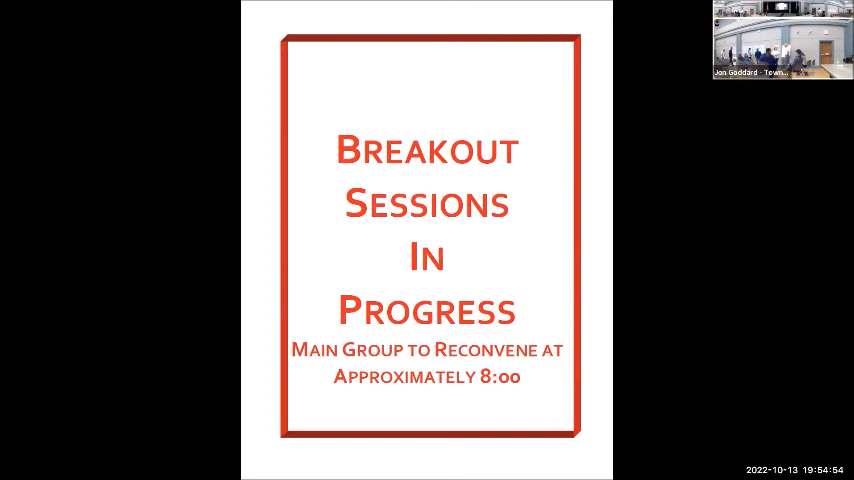 Jon Goddard - Town...
BREAKOUT
SESSIONS
IN
PROGRESS
MAIN GROUP TO RECONVENE AT
APPROXIMATELY 8:00
2022-10-13 19:54:54